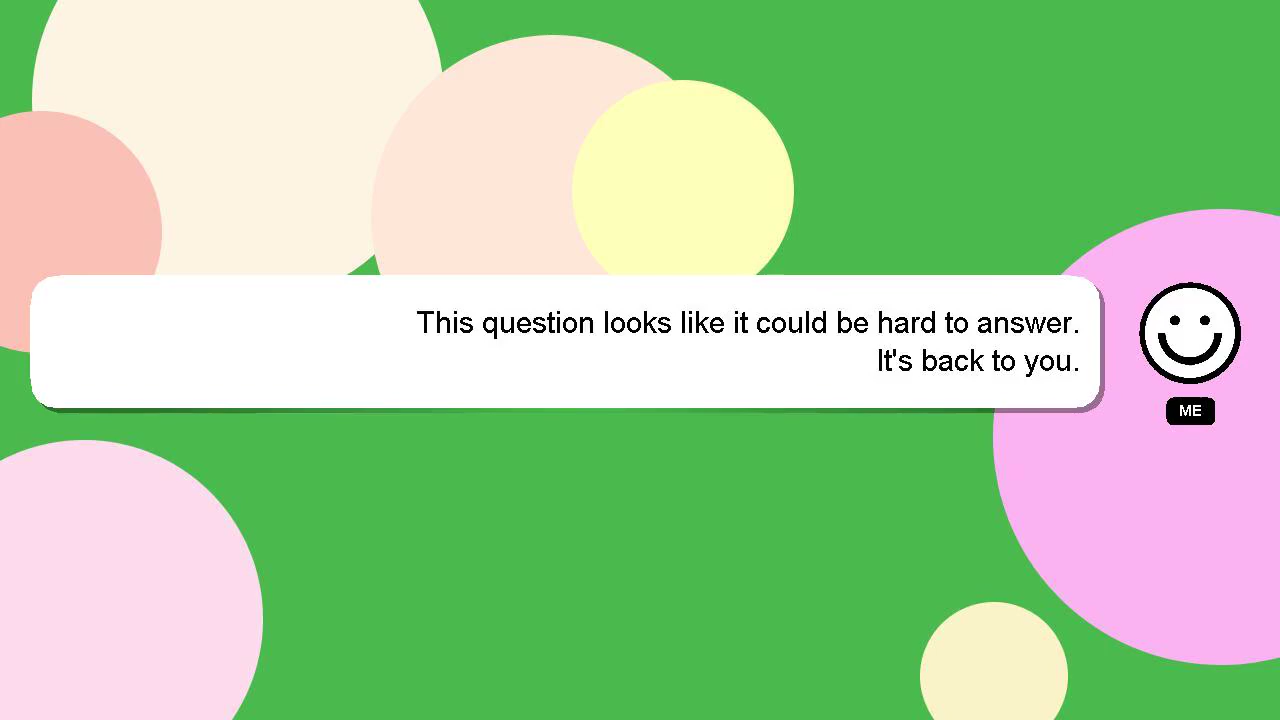 This question looks like it could be hard to answer.
It's back to you.
ME